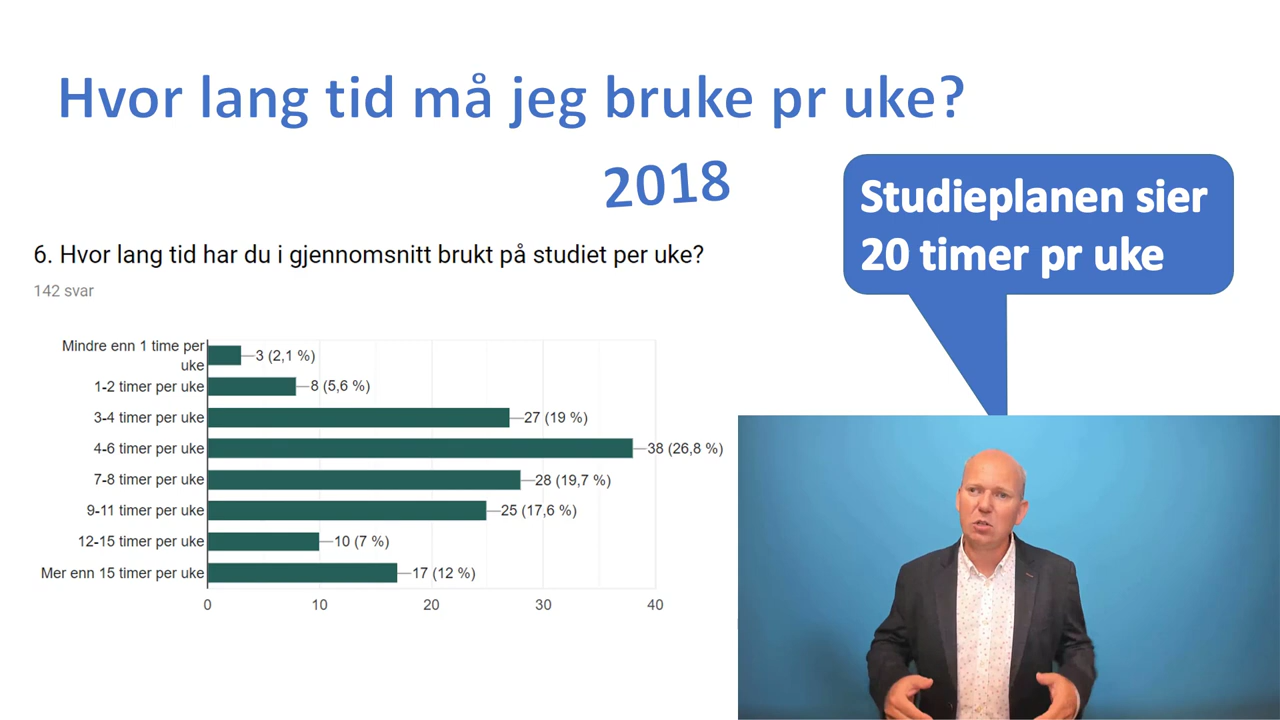 Hvor lang tid må jeg bruke pr uke?
2018
Studieplanen sier
20 timer pr uke
6. Hvor lang tid har du i gjennomsnitt brukt på studiet per uke?
142 svar
Mindre enn 1 time per
uke
3 (2,1 %)
1-2 timer per uke
8 (5,6 %)
3-4 timer per uke
27 (19 %)
4-6 timer per uke
38 (26,8 %)
7-8 timer per uke
28 (19,7 %)
9-11 timer per uke
25 (17,6 %)
12-15 timer per uke
10 (7 %)
Mer enn 15 timer per uke
17 (12 %)
0 10 20 30 40